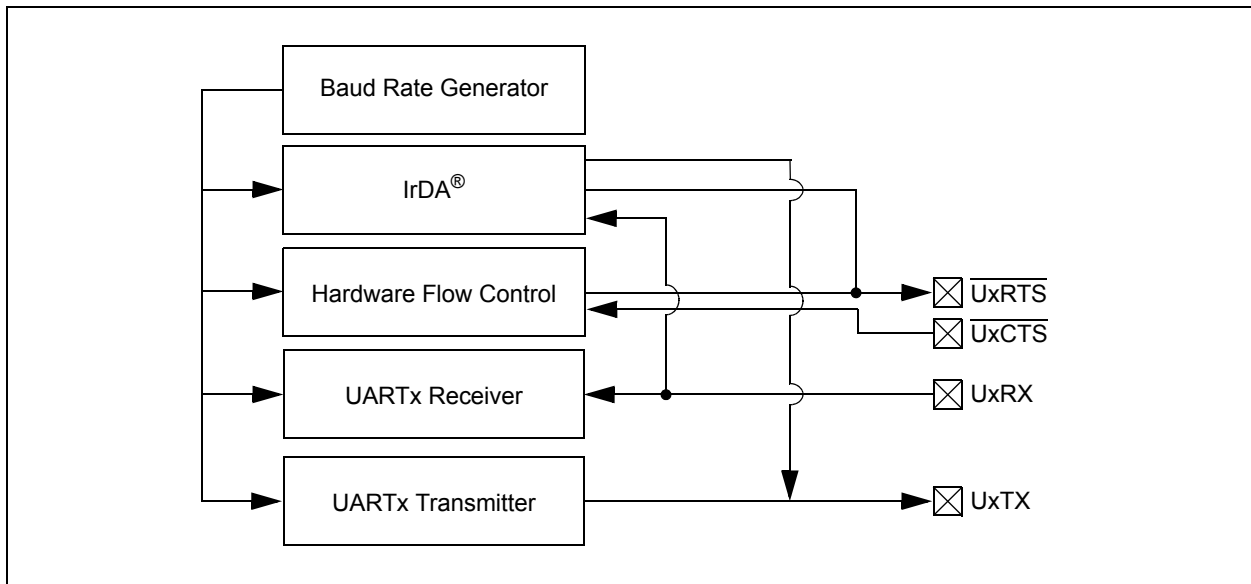 Baud Rate Generator
IrDA®
Hardware Flow Control
UxRTS
UxCTS
UARTx Receiver
UxRX
UARTx Transmitter
UxTX